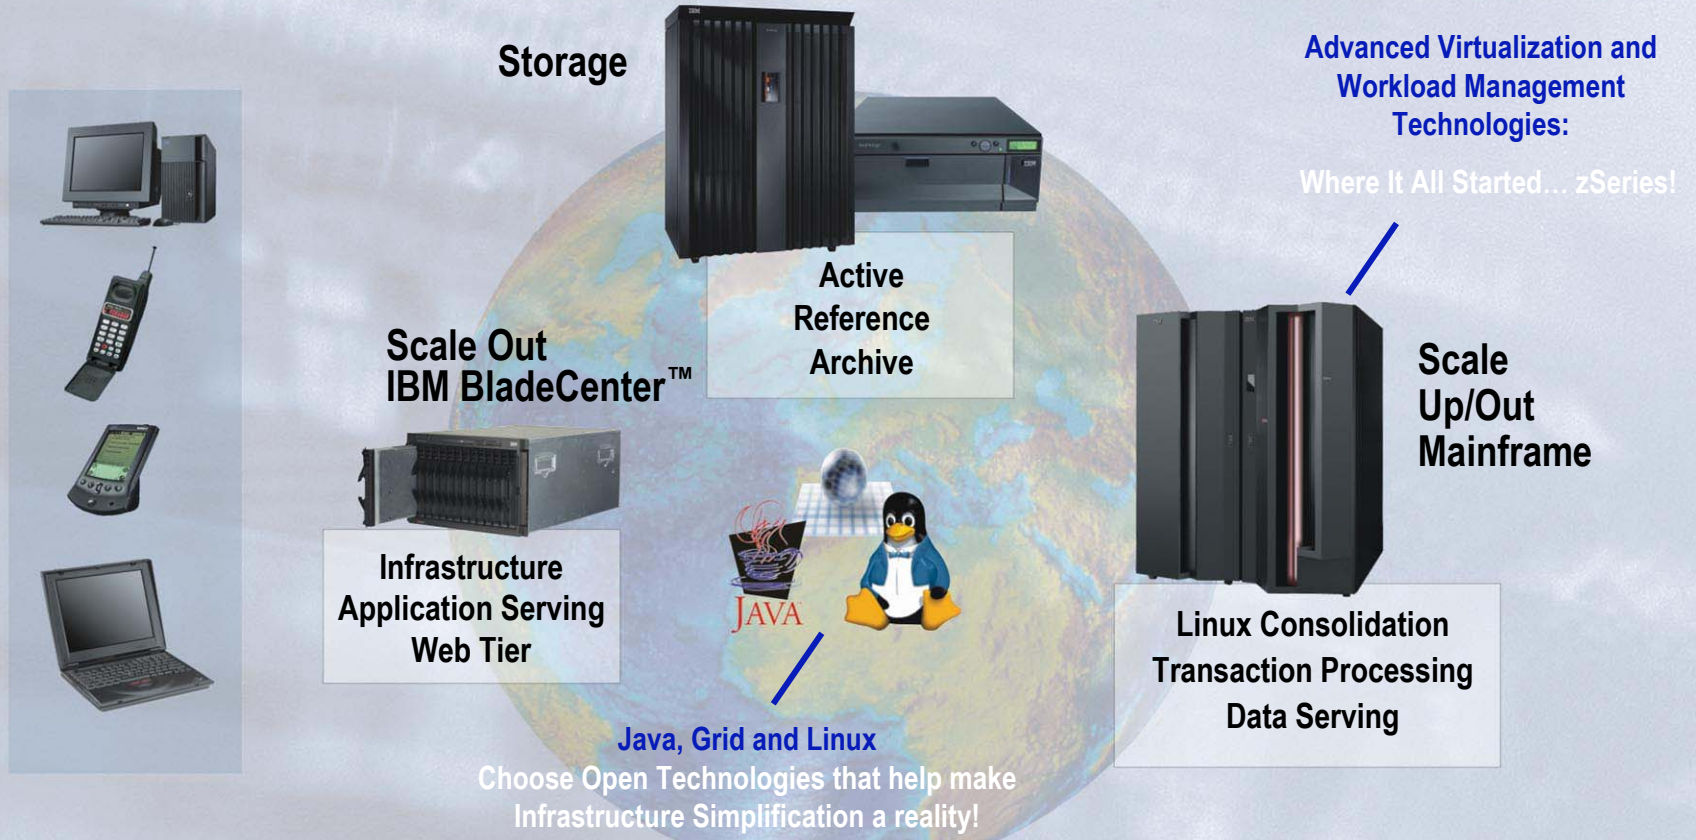 Storage
Advanced Virtualization and
Workload Management
Technologies:
Where It All Started… zSeries!
Active
Reference
Archive
Scale Out
IBM BladeCenter™
Infrastructure
Application Serving
Web Tier
Scale
Up/Out
Mainframe
JAVA
Linux Consolidation
Transaction Processing
Data Serving
Java, Grid and Linux
Choose Open Technologies that help make
Infrastructure Simplification a reality!